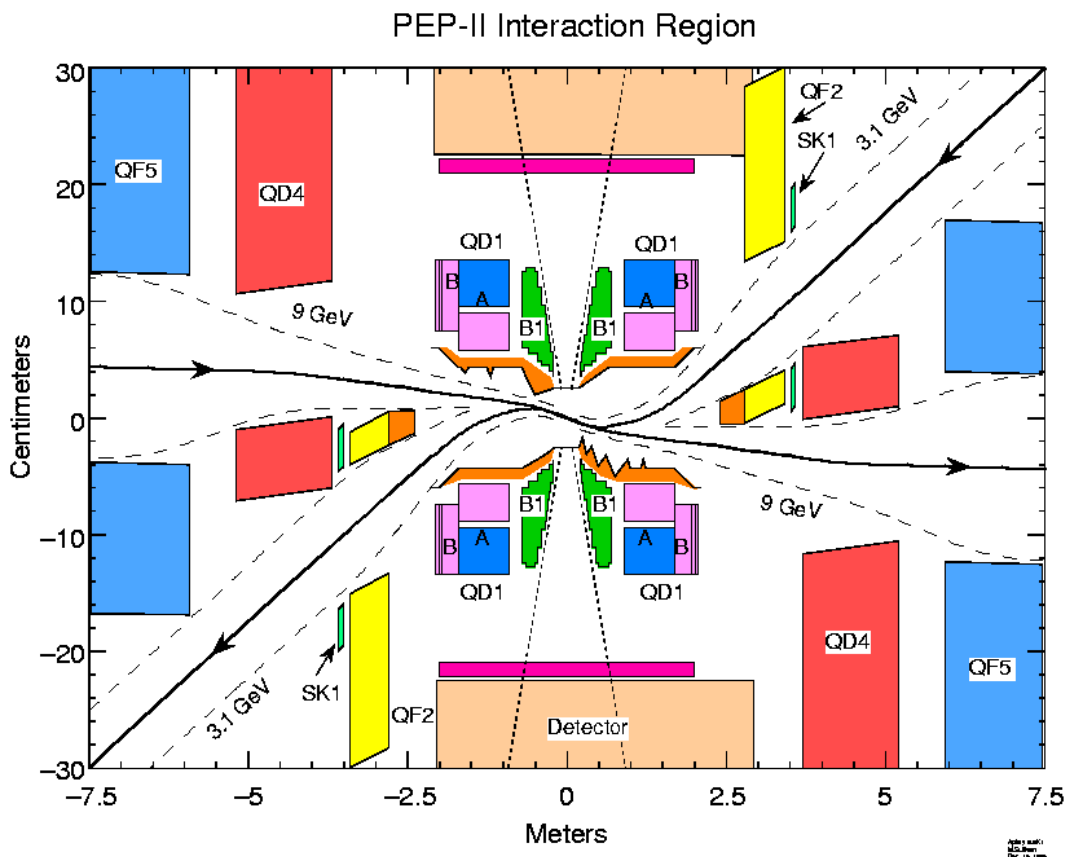 PEP-II Interaction Region
30
20
10
0
−10
−20
−30
Centimeters
QF5
QD4
QF2
SK1
3.1 GeV
QD1
QD1
B
A
B1
B1
A
B
9 GeV
B1
B1
B
A
A
B
9 GeV
QD1
QD1
SK1
QF2
3.1 GeV
Detector
QD4
QF5
−7.5
−5
−2.5
0
2.5
5
7.5
Meters